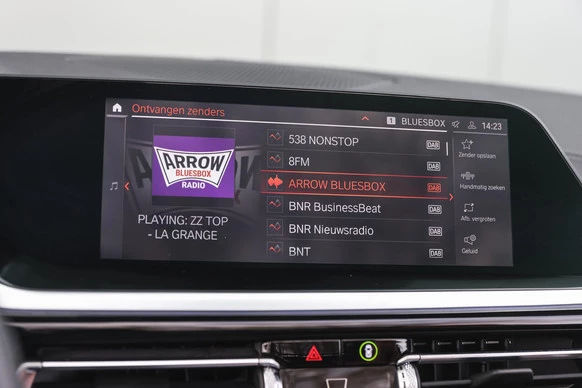 Ontvangen zenders
1 BLUESBOX 14:23
ARROW
BLUESBOX
RADIO
PLAYING: ZZ TOP
- LA GRANGE
538 NONSTOP DAB
8FM DAB
ARROW BLUESBOX DAB
BNR BusinessBeat DAB
BNR Nieuwsradio DAB
BNT DAB
Zender opslaan
Handmatig zoeken
Afb. vergroten
Geluid